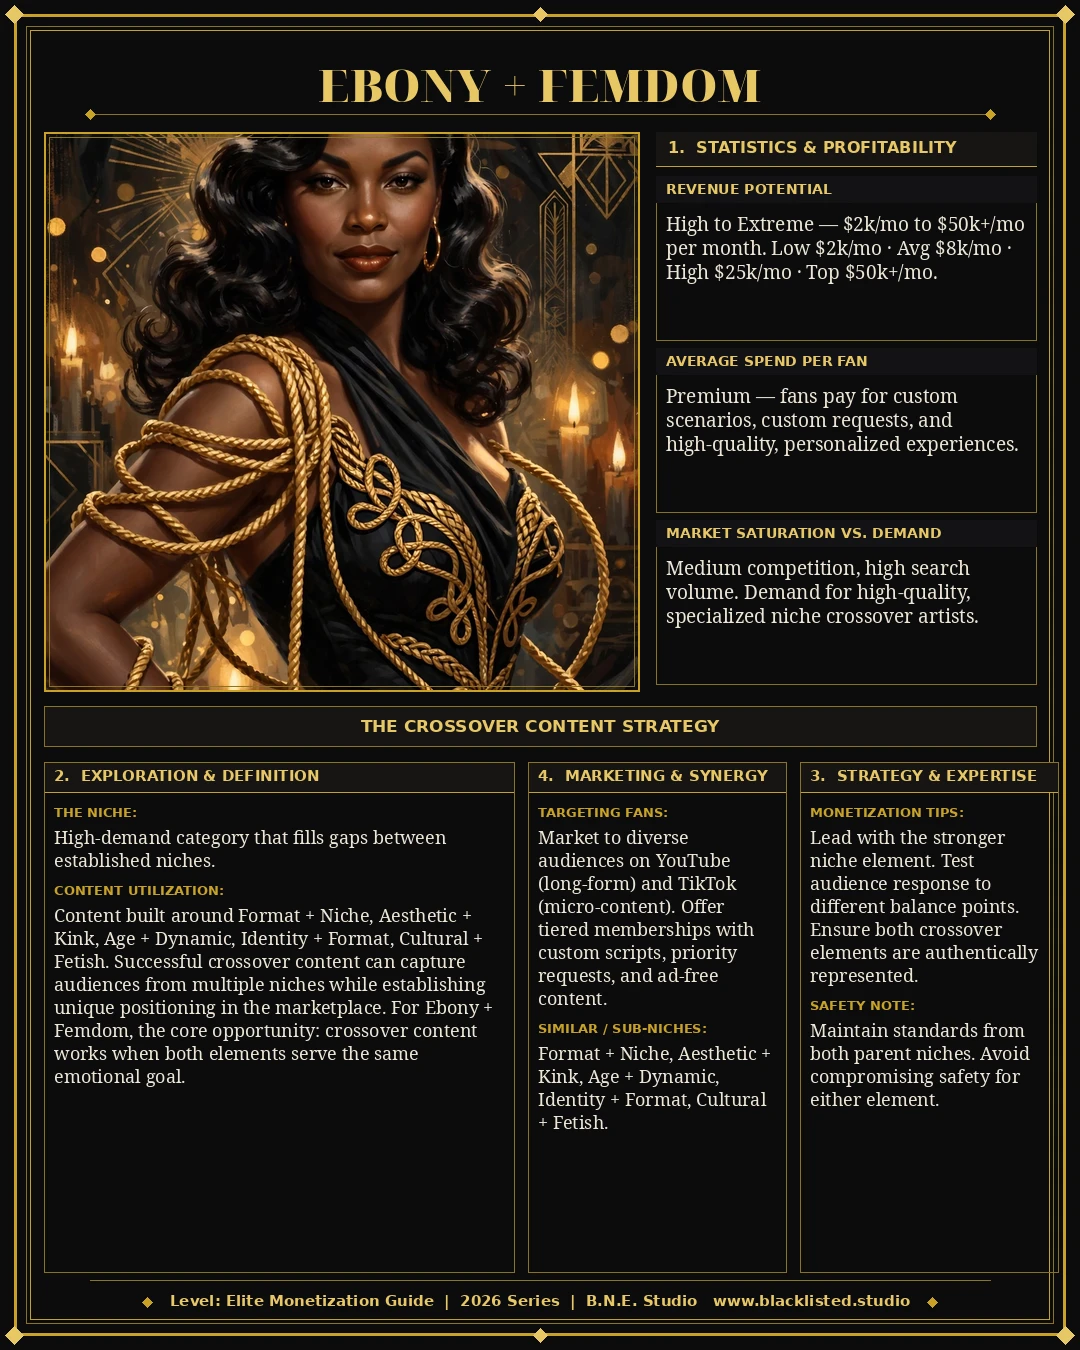 EBONY + FEMDOM
1. STATISTICS & PROFITABILITY
REVENUE POTENTIAL
High to Extreme — $2k/mo to $50k+/mo
per month. Low $2k/mo · Avg $8k/mo ·
High $25k/mo · Top $50k+/mo.
AVERAGE SPEND PER FAN
Premium — fans pay for custom
scenarios, custom requests, and
high-quality, personalized experiences.
MARKET SATURATION VS. DEMAND
Medium competition, high search
volume. Demand for high-quality,
specialized niche crossover artists.
THE CROSSOVER CONTENT STRATEGY
2. EXPLORATION & DEFINITION
THE NICHE:
High-demand category that fills gaps between
established niches.
CONTENT UTILIZATION:
Content built around Format + Niche, Aesthetic +
Kink, Age + Dynamic, Identity + Format, Cultural +
Fetish. Successful crossover content can capture
audiences from multiple niches while establishing
unique positioning in the marketplace. For Ebony +
Femdom, the core opportunity: crossover content
works when both elements serve the same
emotional goal.
4. MARKETING & SYNERGY
TARGETING FANS:
Market to diverse
audiences on YouTube
(long-form) and TikTok
(micro-content). Offer
tiered memberships with
custom scripts, priority
requests, and ad-free
content.
SIMILAR / SUB-NICHES:
Format + Niche, Aesthetic +
Kink, Age + Dynamic,
Identity + Format, Cultural
+ Fetish.
3. STRATEGY & EXPERTISE
MONETIZATION TIPS:
Lead with the stronger
niche element. Test
audience response to
different balance points.
Ensure both crossover
elements are authentically
represented.
SAFETY NOTE:
Maintain standards from
both parent niches. Avoid
compromising safety for
either element.
Level: Elite Monetization Guide | 2026 Series | B.N.E. Studio www.blacklisted.studio